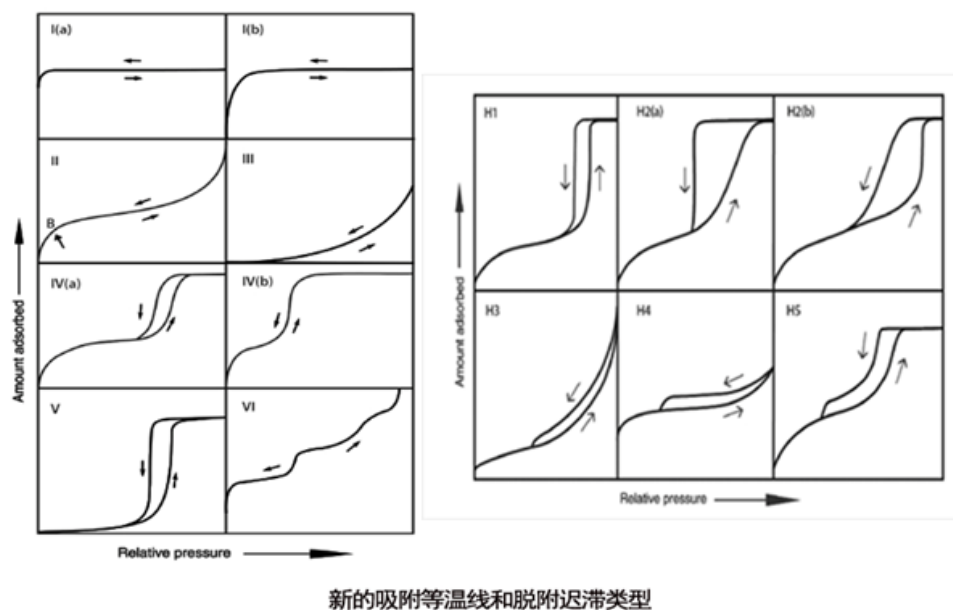 I(a)
I(b)
II
III
B
IV(a)
IV(b)
V
VI
Amount adsorbed
Relative pressure
H1
H2(a)
H2(b)
H3
H4
H5
Amount adsorbed
Relative pressure
新的吸附等温线和脱附迟滞类型